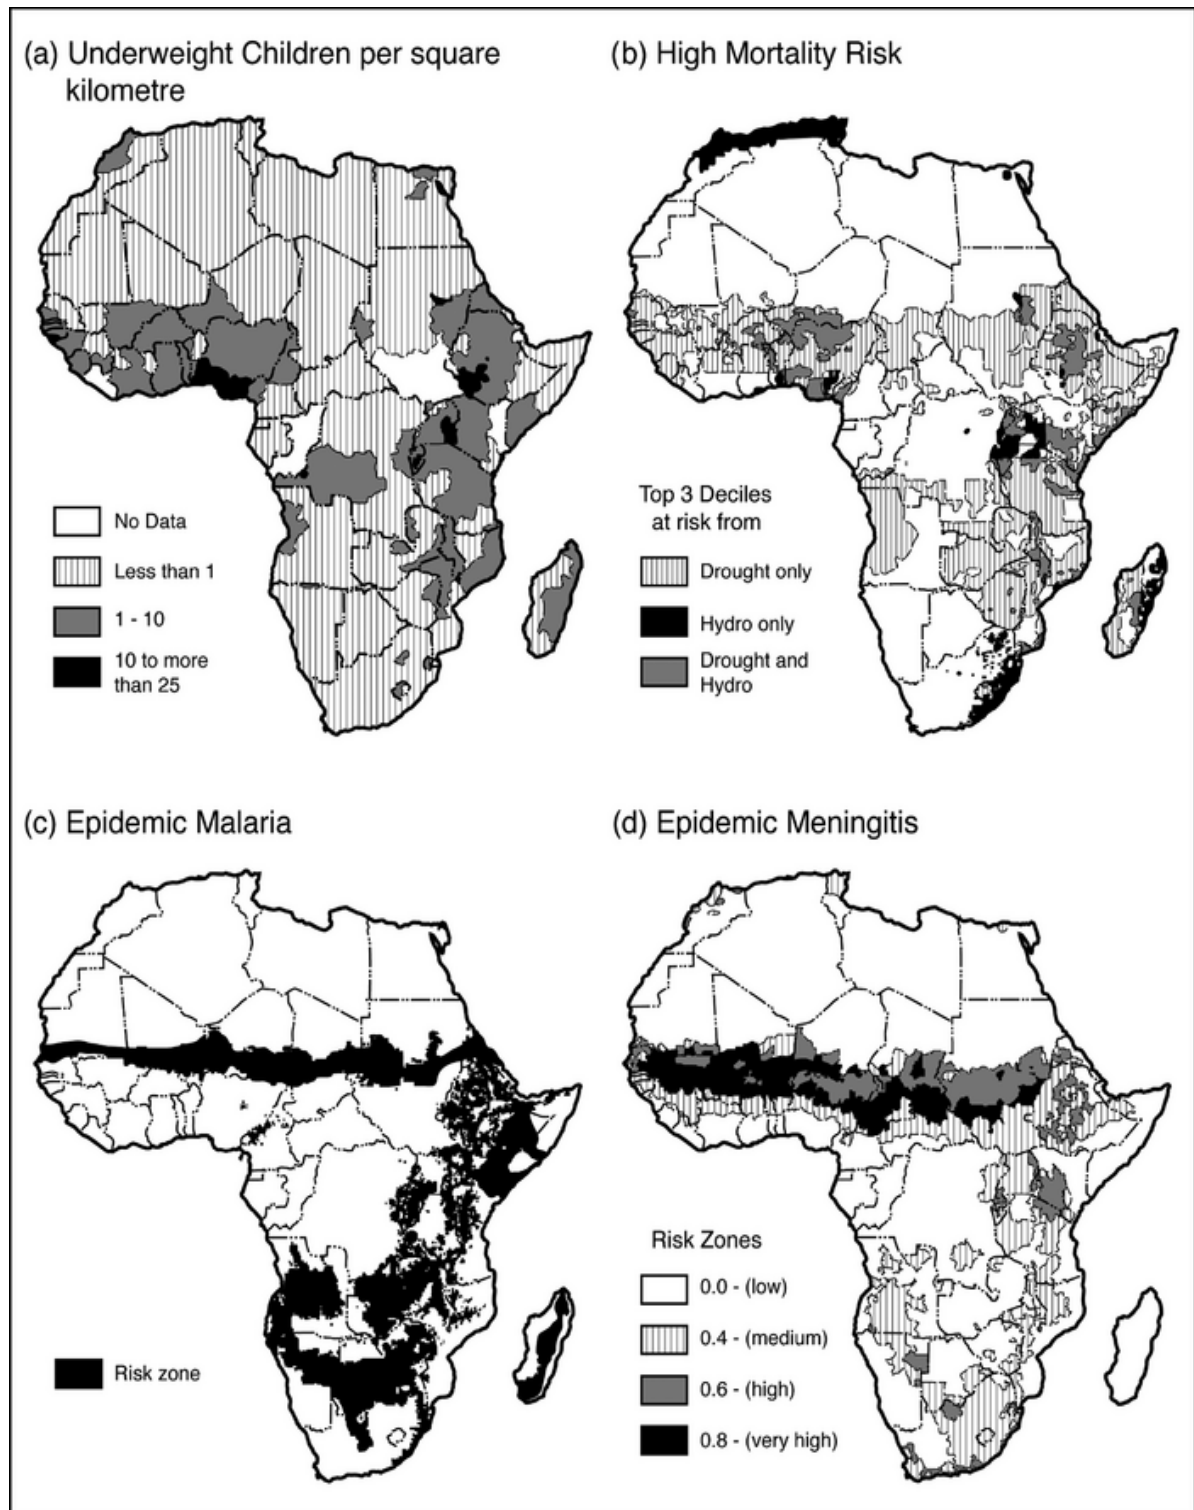 (a) Underweight Children per square
kilometre
(b) High Mortality Risk
No Data
Less than 1
1 - 10
10 to more
than 25
Top 3 Deciles
at risk from
Drought only
Hydro only
Drought and
Hydro
(c) Epidemic Malaria
(d) Epidemic Meningitis
Risk zone
Risk Zones
0.0 - (low)
0.4 - (medium)
0.6 - (high)
0.8 - (very high)